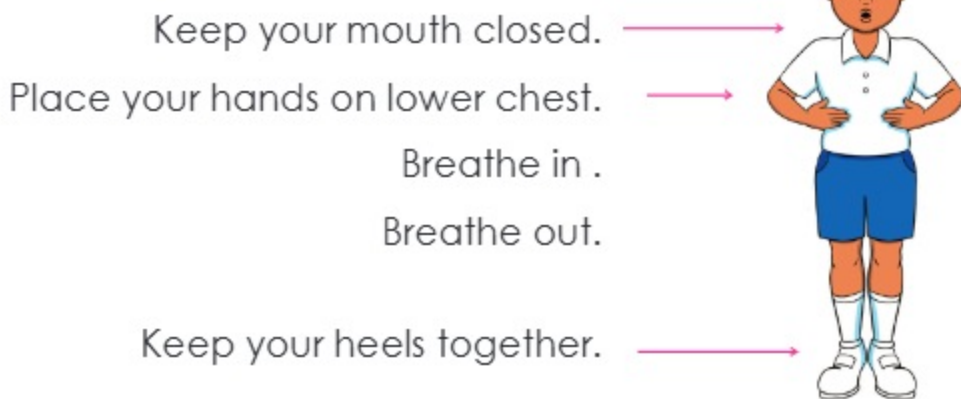 Keep your mouth closed.
Place your hands on lower chest.
Breathe in .
Breathe out.
Keep your heels together.